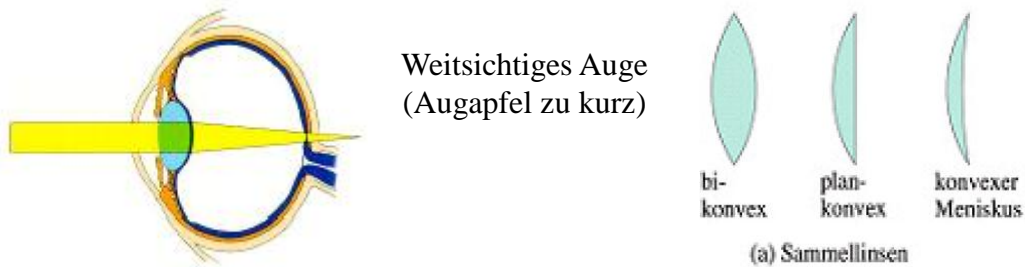 Weitsichtiges Auge
(Augapfel zu kurz)
bi-
konvex
plan-
konvex
konvexer
Meniskus
(a) Sammellinsen